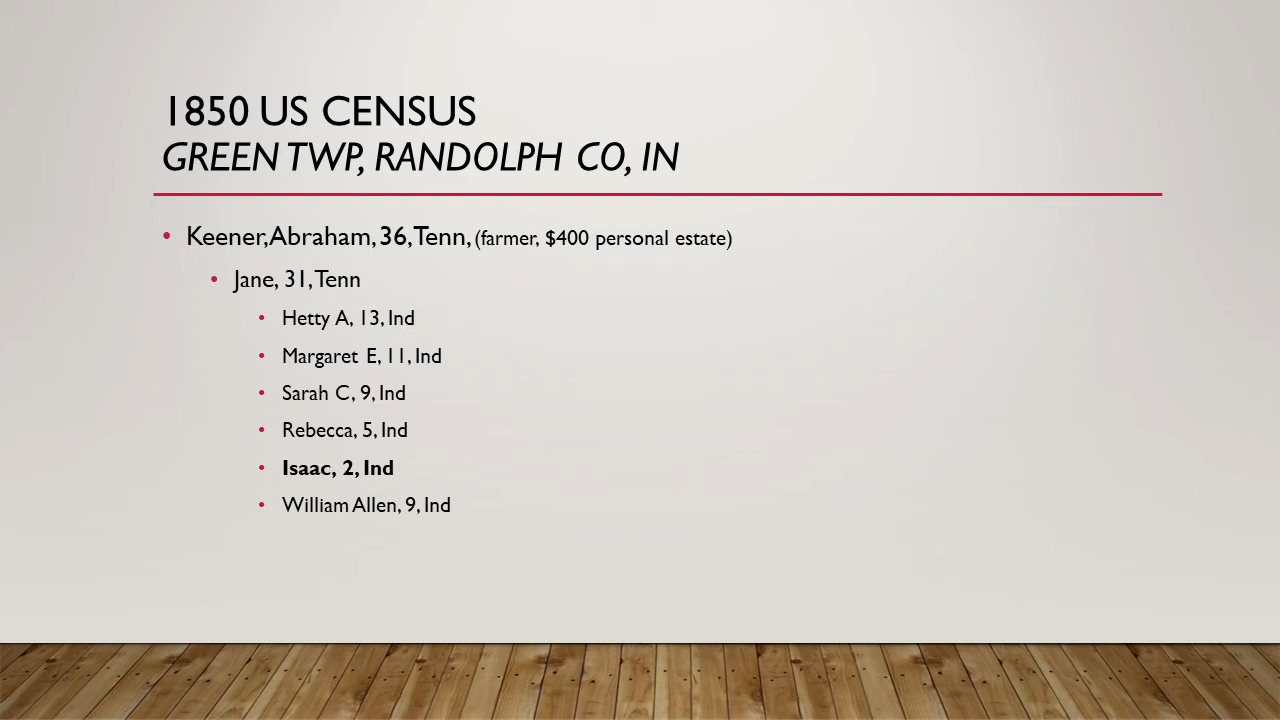 1850 US CENSUS
GREEN TWP, RANDOLPH CO, IN
• Keener, Abraham, 36, Tenn, (farmer, $400 personal estate)
• Jane, 31, Tenn
• Hetty A, 13, Ind
• Margaret E, 11, Ind
• Sarah C, 9, Ind
• Rebecca, 5, Ind
• Isaac, 2, Ind
• William Allen, 9, Ind